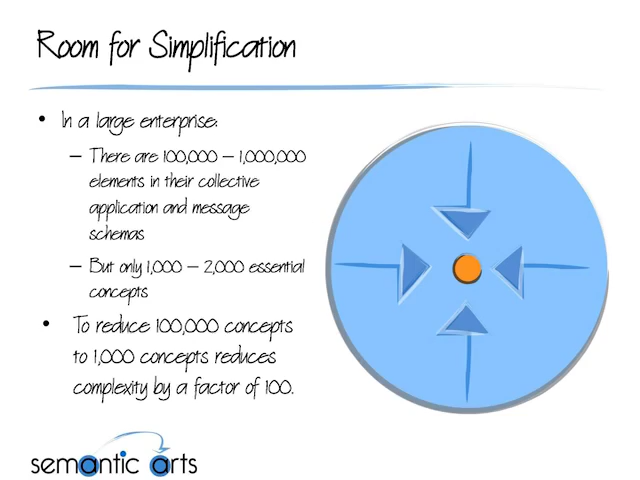 Room for Simplification
• In a large enterprise:
– There are 100,000 – 1,000,000
elements in their collective
application and message
schemas
– But only 1,000 – 2,000 essential
concepts
• To reduce 100,000 concepts
to 1,000 concepts reduces
complexity by a factor of 100.
semantic arts